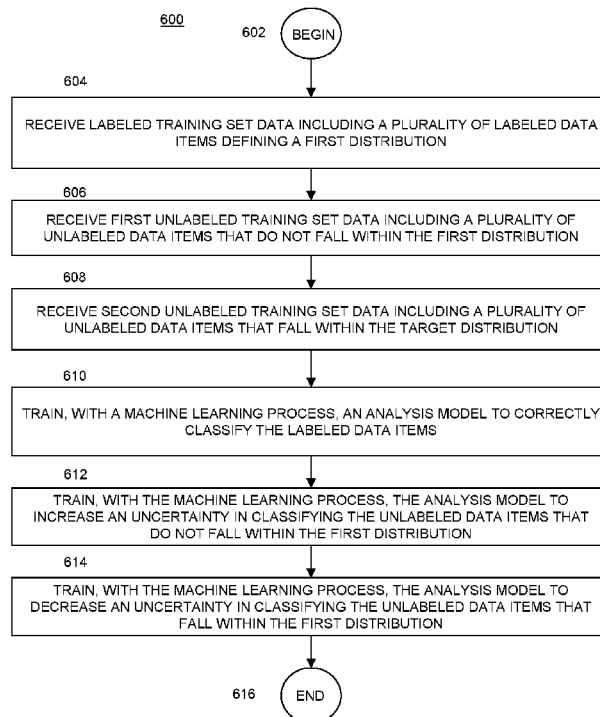 600
602
BEGIN
604
RECEIVE LABELED TRAINING SET DATA INCLUDING A PLURALITY OF LABELED DATA
ITEMS DEFINING A FIRST DISTRIBUTION
606
RECEIVE FIRST UNLABELED TRAINING SET DATA INCLUDING A PLURALITY OF
UNLABELED DATA ITEMS THAT DO NOT FALL WITHIN THE FIRST DISTRIBUTION
608
RECEIVE SECOND UNLABELED TRAINING SET DATA INCLUDING A PLURALITY OF
UNLABELED DATA ITEMS THAT FALL WITHIN THE TARGET DISTRIBUTION
610
TRAIN, WITH A MACHINE LEARNING PROCESS, AN ANALYSIS MODEL TO CORRECTLY
CLASSIFY THE LABELED DATA ITEMS
612
TRAIN, WITH THE MACHINE LEARNING PROCESS, THE ANALYSIS MODEL TO
INCREASE AN UNCERTAINTY IN CLASSIFYING THE UNLABELED DATA ITEMS THAT
DO NOT FALL WITHIN THE FIRST DISTRIBUTION
614
TRAIN, WITH THE MACHINE LEARNING PROCESS, THE ANALYSIS MODEL TO
DECREASE AN UNCERTAINTY IN CLASSIFYING THE UNLABELED DATA ITEMS THAT
FALL WITHIN THE FIRST DISTRIBUTION
616
END